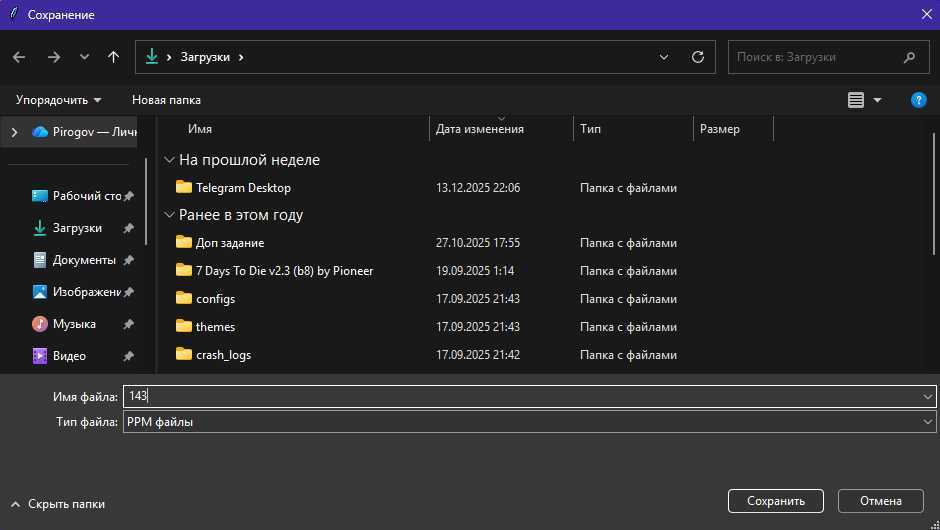 Сохранение
Загрузки
Поиск в: Загрузки
Упорядочить
Новая папка
?
Pirogov — Личн
Имя
Дата изменения
Тип
Размер
На прошлой неделе
Telegram Desktop 13.12.2025 22:06 Папка с файлами
Ранее в этом году
Доп задание 27.10.2025 17:55 Папка с файлами
7 Days To Die v2.3 (b8) by Pioneer 19.09.2025 1:14 Папка с файлами
configs 17.09.2025 21:43 Папка с файлами
themes 17.09.2025 21:43 Папка с файлами
crash_logs 17.09.2025 21:42 Папка с файлами
Рабочий сто
Загрузки
Документы
Изображени
Музыка
Видео
Имя файла: 143
Тип файла: PPM файлы
Скрыть папки
Сохранить
Отмена